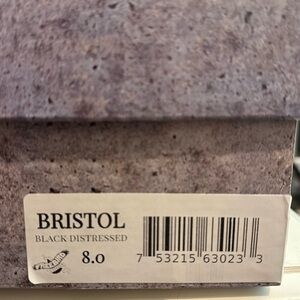 BRISTOL
BLACK DISTRESSED
8.0
7 53215 63023 3